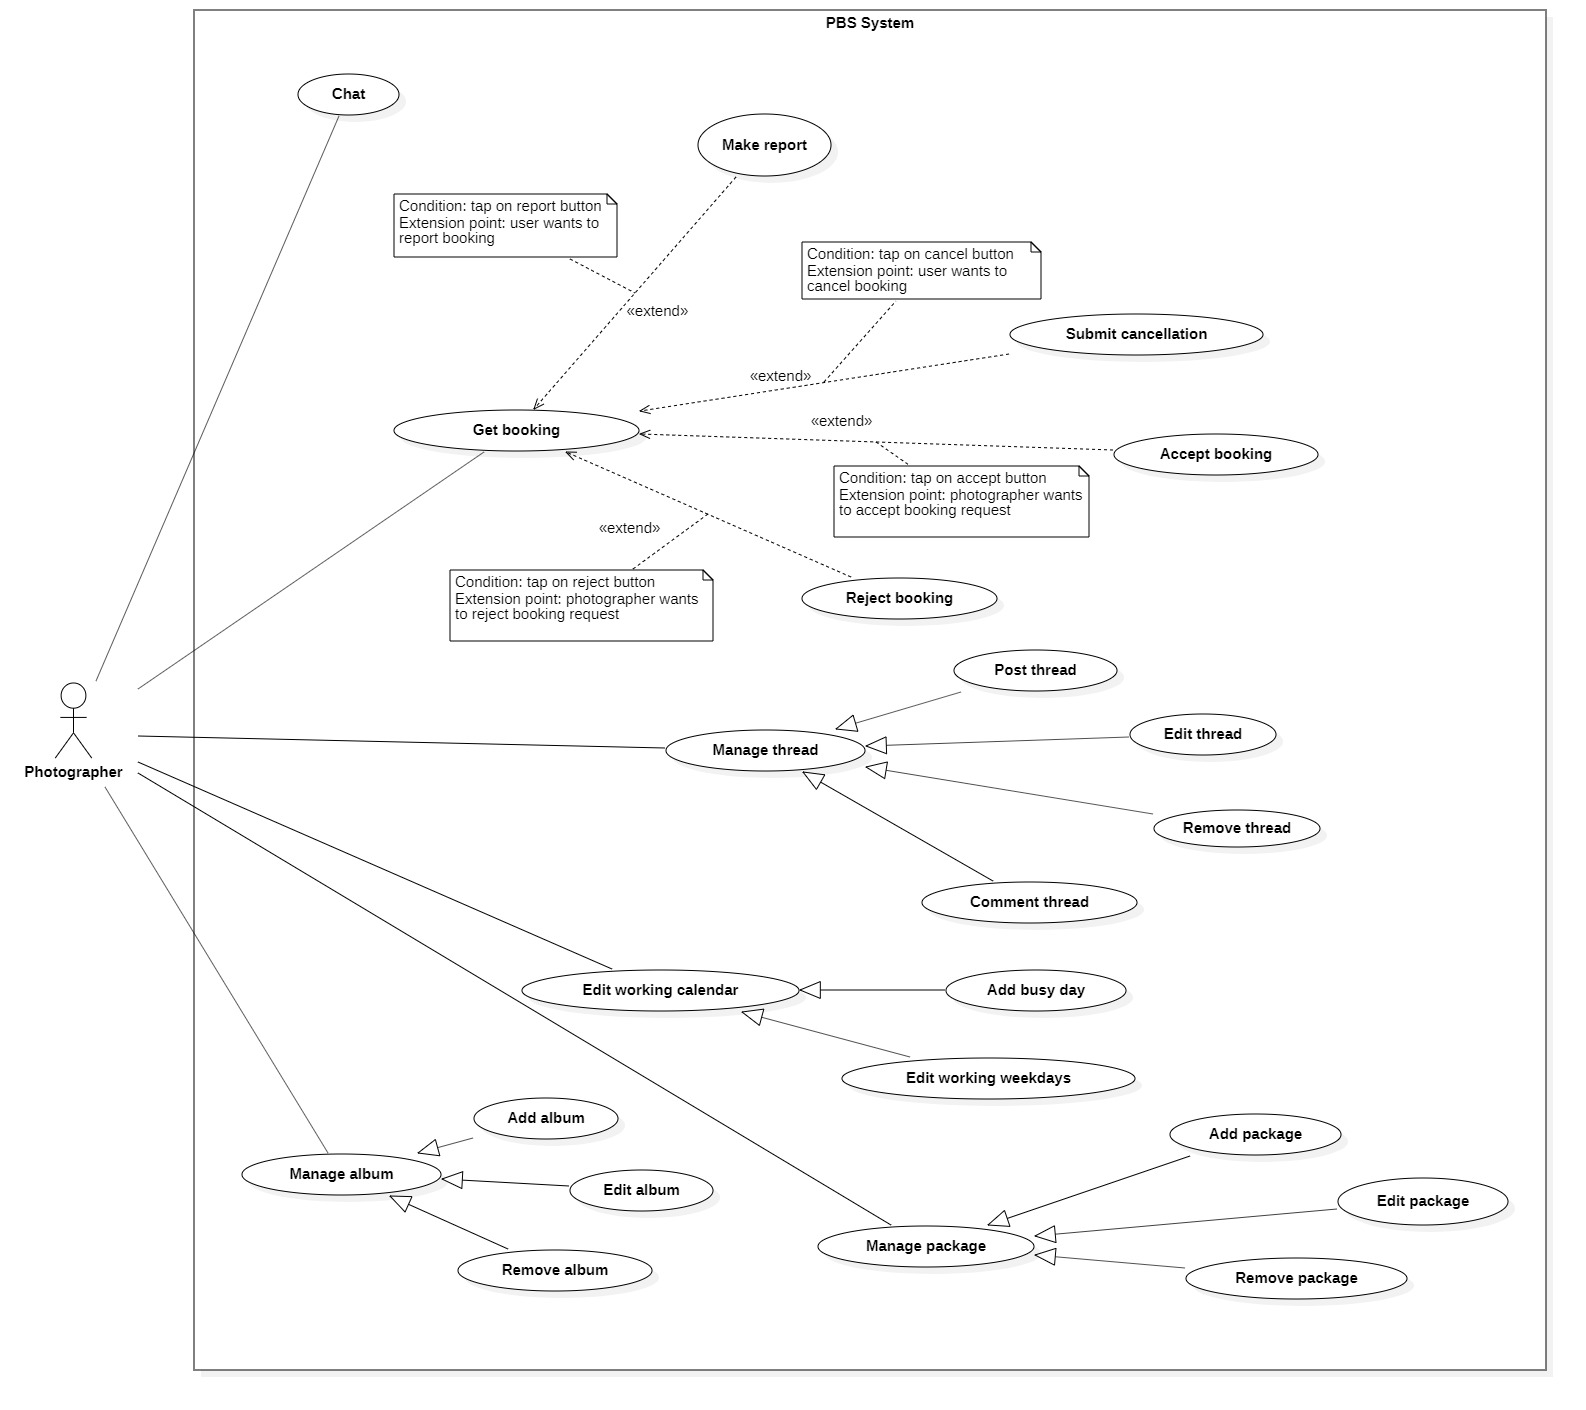 PBS System
Chat
Make report
Condition: tap on report button
Extension point: user wants to
report booking
Condition: tap on cancel button
Extension point: user wants to
cancel booking
«extend»
Submit cancellation
«extend»
«extend»
Get booking
Accept booking
Condition: tap on accept button
Extension point: photographer wants
to accept booking request
«extend»
Condition: tap on reject button
Extension point: photographer wants
to reject booking request
Reject booking
Post thread
Edit thread
Manage thread
Photographer
Remove thread
Comment thread
Edit working calendar
Add busy day
Edit working weekdays
Add album
Add package
Manage album
Edit album
Edit package
Manage package
Remove album
Remove package